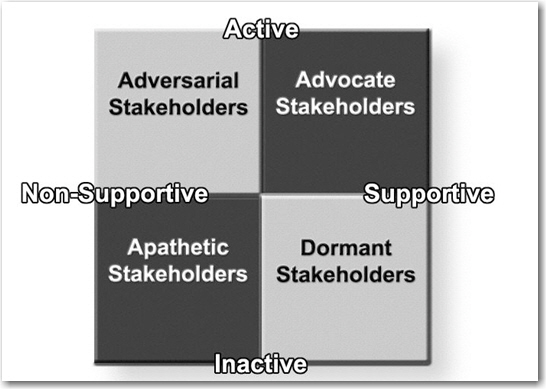 Active
Adversarial
Stakeholders
Advocate
Stakeholders
Non-Supportive
Supportive
Apathetic
Stakeholders
Dormant
Stakeholders
Inactive